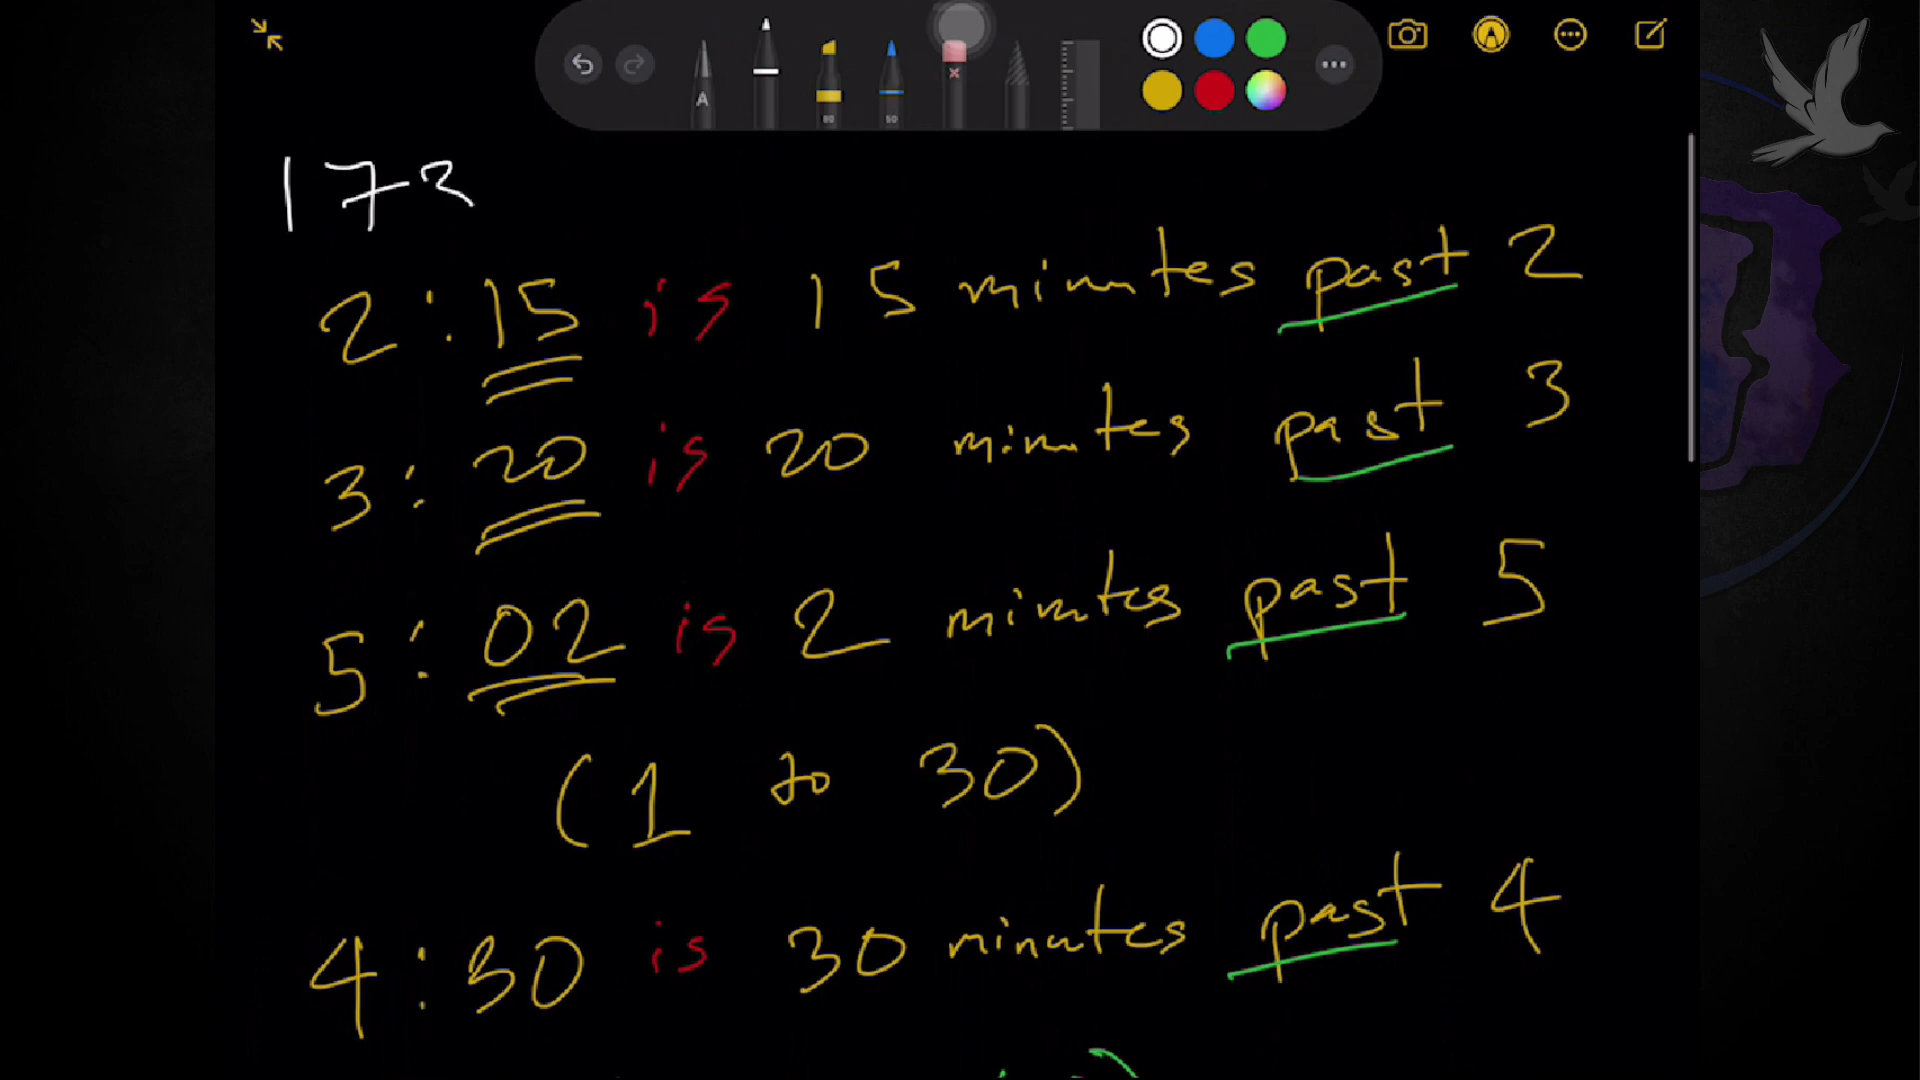 173
2:15 is 15 minutes past 2
3:20 is 20 minutes past 3
5:02 is 2 minutes past 5
(1 to 30)
4:30 is 30 minutes past 4